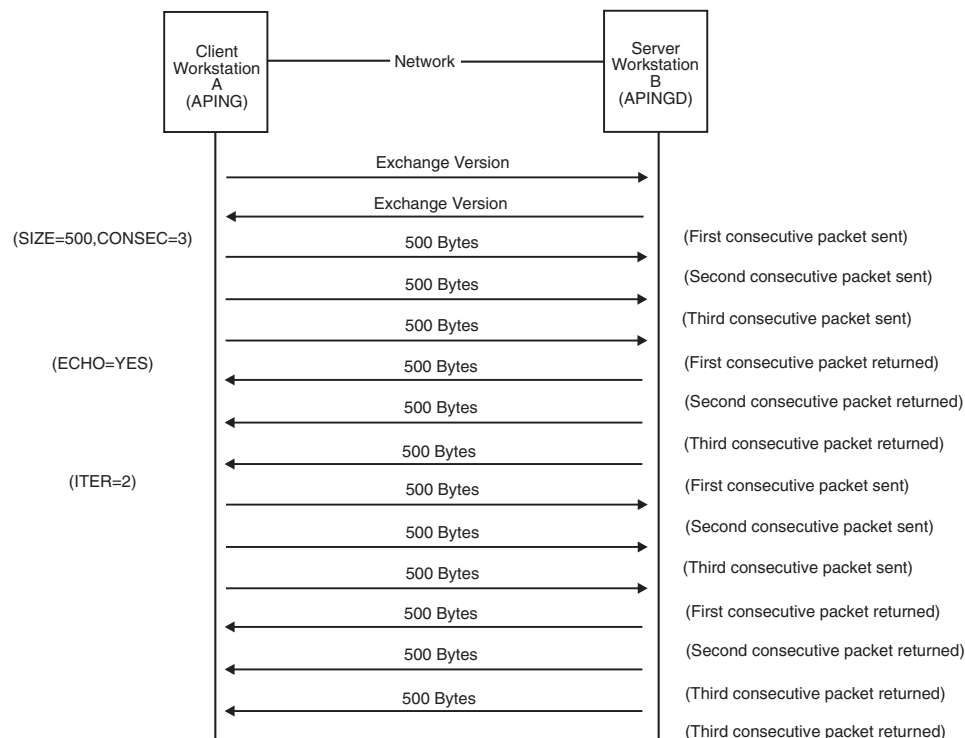 Client
Workstation
A
(APING)
Network
Server
Workstation
B
(APINGD)
Exchange Version
Exchange Version
(SIZE=500,CONSEC=3)
500 Bytes
(First consecutive packet sent)
500 Bytes
(Second consecutive packet sent)
500 Bytes
(Third consecutive packet sent)
(ECHO=YES)
500 Bytes
(First consecutive packet returned)
500 Bytes
(Second consecutive packet returned)
500 Bytes
(Third consecutive packet returned)
(ITER=2)
500 Bytes
(First consecutive packet sent)
500 Bytes
(Second consecutive packet sent)
500 Bytes
(Third consecutive packet sent)
500 Bytes
(First consecutive packet returned)
500 Bytes
(Second consecutive packet returned)
500 Bytes
(Third consecutive packet returned)
(Third consecutive packet returned)